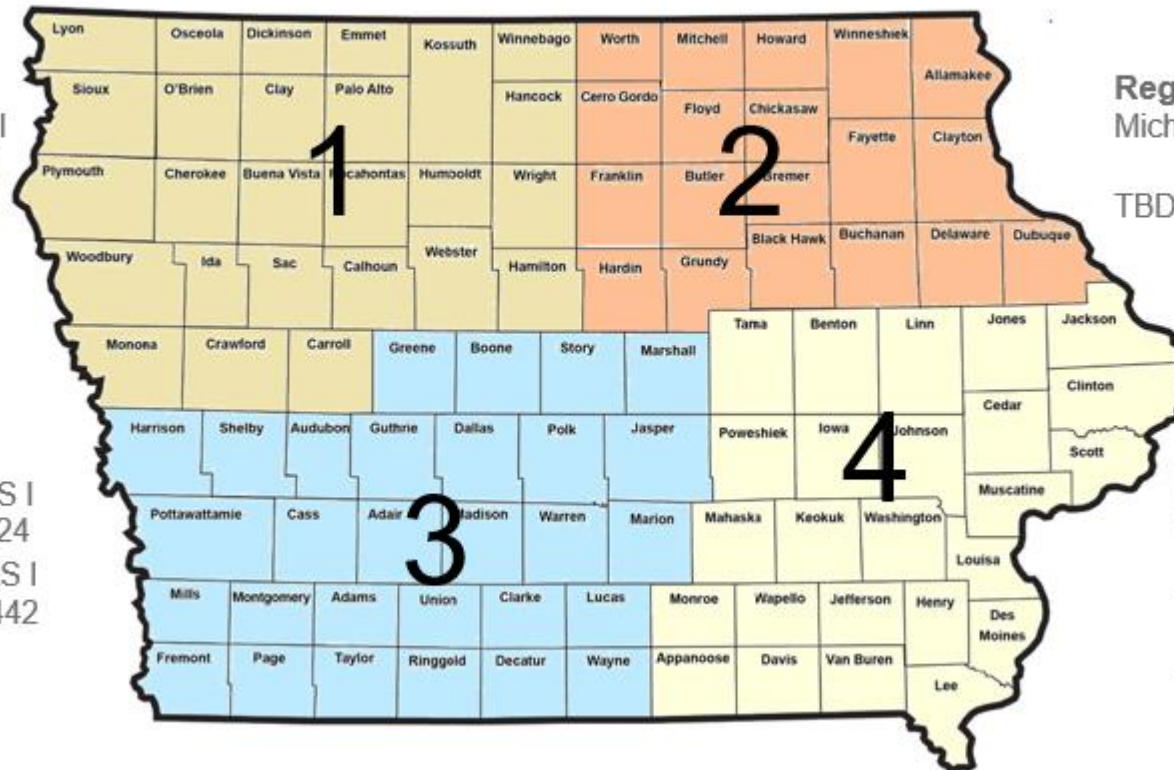 Lyon Osceola Dickinson Emmet Kossuth Winnebago Worth Mitchell Howard Winneshiek
Allamakee
Sioux O'Brien Clay Palo Alto Hancock Cerro Gordo Floyd Chickasaw
Reg
Mich
I
Fayette Clayton
1
2
Plymouth Cherokee Buena Vista Pocahontas Humboldt Wright Franklin Butler Bremer
TBD
Black Hawk Buchanan Delaware Dubuque
Woodbury Ida Sac Calhoun Webster Hamilton Hardin Grundy
Tama Benton Linn Jones Jackson
Monona Crawford Carroll Greene Boone Story Marshall
Clinton
Cedar
Harrison Shelby Audubon Guthrie Dallas Polk Jasper Poweshiek Iowa Johnson
Scott
4
Muscatine
S I
24
Pottawattamie Cass Adair Madison Warren Marion Mahaska Keokuk Washington
3
Louisa
S I
442
Mills Montgomery Adams Union Clarke Lucas Monroe Wapello Jefferson Henry
Des
Moines
Fremont Page Taylor Ringgold Decatur Wayne Appanoose Davis Van Buren
Lee